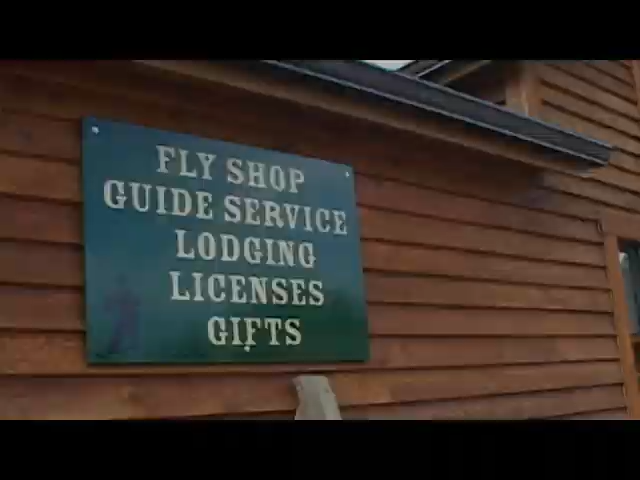 FLY SHOP
GUIDE SERVICE
LODGING
LICENSES
GIFTS